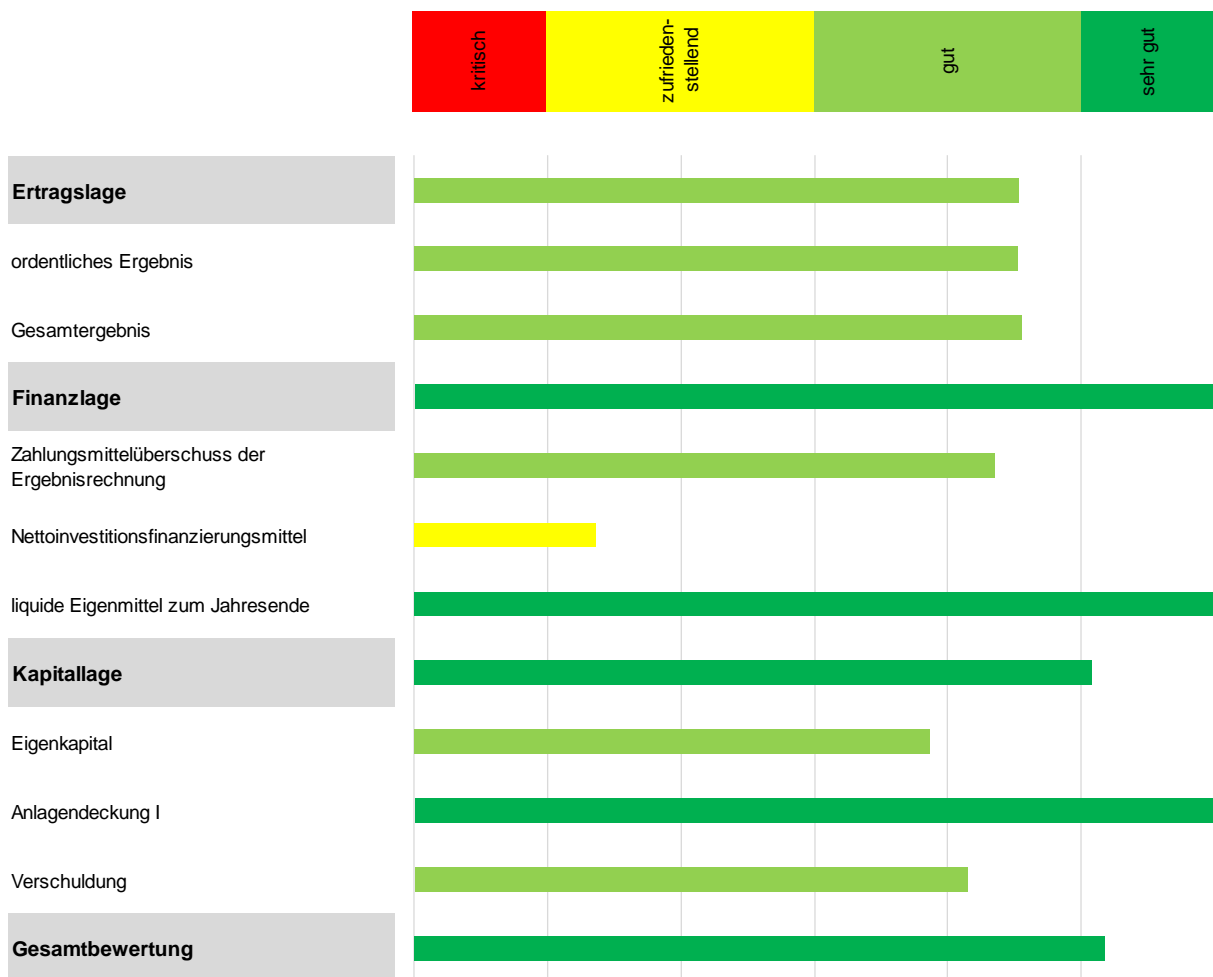 kritisch
zufrieden-
stellend
gut
sehr gut
Ertragslage
ordentliches Ergebnis
Gesamtergebnis
Finanzlage
Zahlungsmittelüberschuss der
Ergebnisrechnung
Nettoinvestitionsfinanzierungsmittel
liquide Eigenmittel zum Jahresende
Kapitallage
Eigenkapital
Anlagendeckung I
Verschuldung
Gesamtbewertung